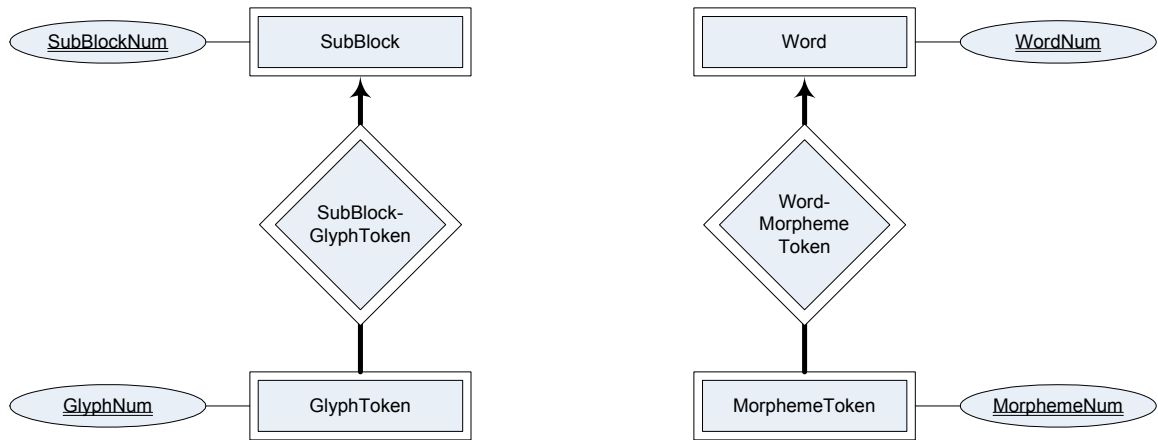 SubBlockNum
SubBlock
Word
WordNum
SubBlock-
GlyphToken
Word-
Morpheme
Token
GlyphNum
GlyphToken
MorphemeToken
MorphemeNum